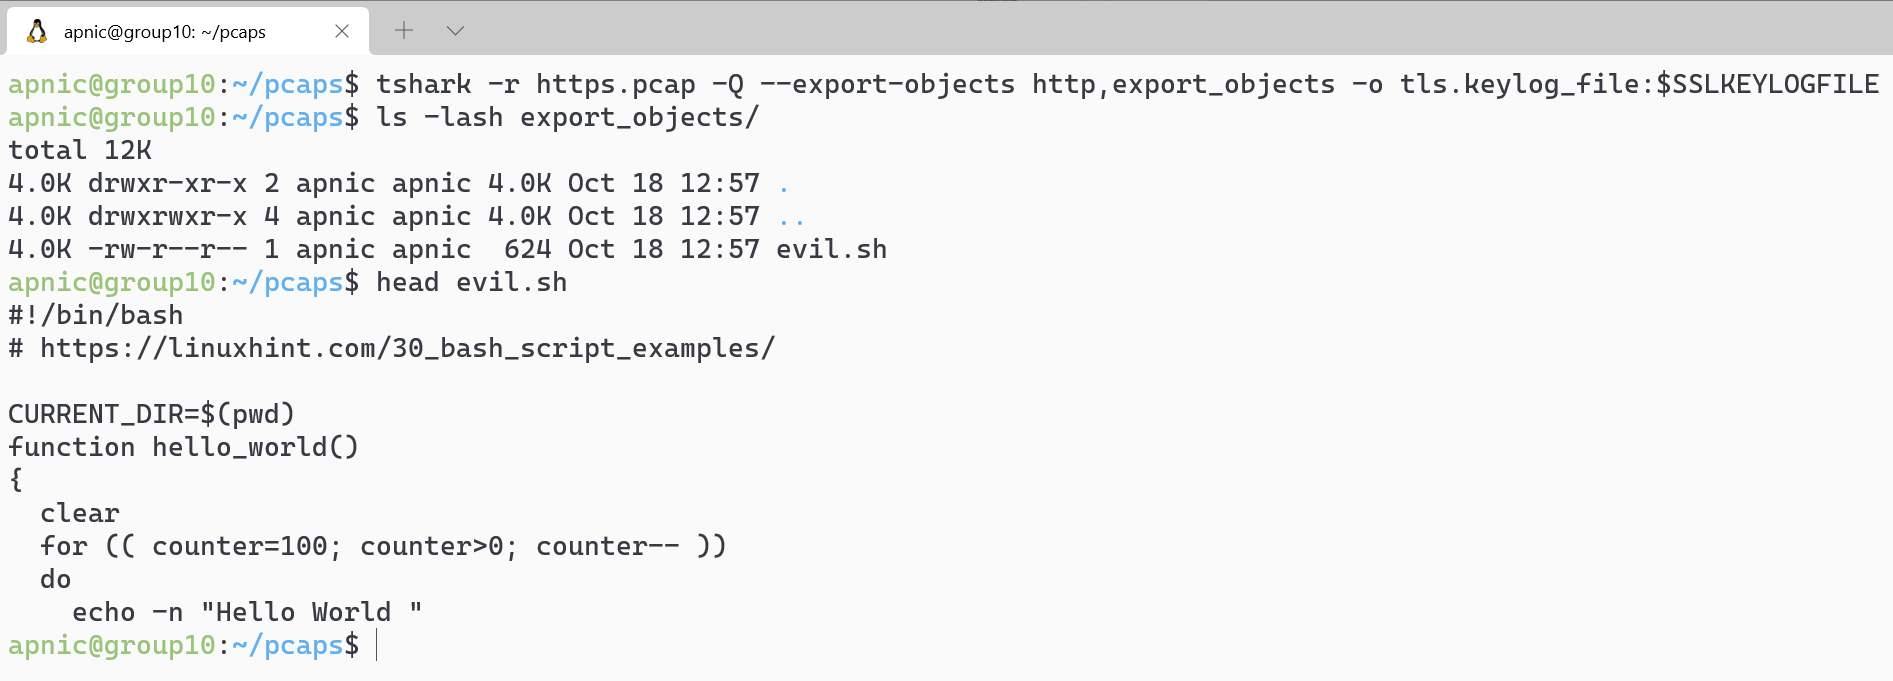 apnic@group10: ~/pcaps
apnic@group10:~/pcaps$ tshark -r https.pcap -Q --export-objects http,export_objects -o tls.keylog_file:$SSLKEYLOGFILE
apnic@group10:~/pcaps$ ls -lash export_objects/
total 12K
4.0K drwxr-xr-x 2 apnic apnic 4.0K Oct 18 12:57 .
4.0K drwxrwxr-x 4 apnic apnic 4.0K Oct 18 12:57 ..
4.0K -rw-r--r-- 1 apnic apnic  624 Oct 18 12:57 evil.sh
apnic@group10:~/pcaps$ head evil.sh
#!/bin/bash
# https://linuxhint.com/30_bash_script_examples/
CURRENT_DIR=$(pwd)
function hello_world()
{
  clear
  for (( counter=100; counter>0; counter-- ))
  do
    echo -n "Hello World "
apnic@group10:~/pcaps$